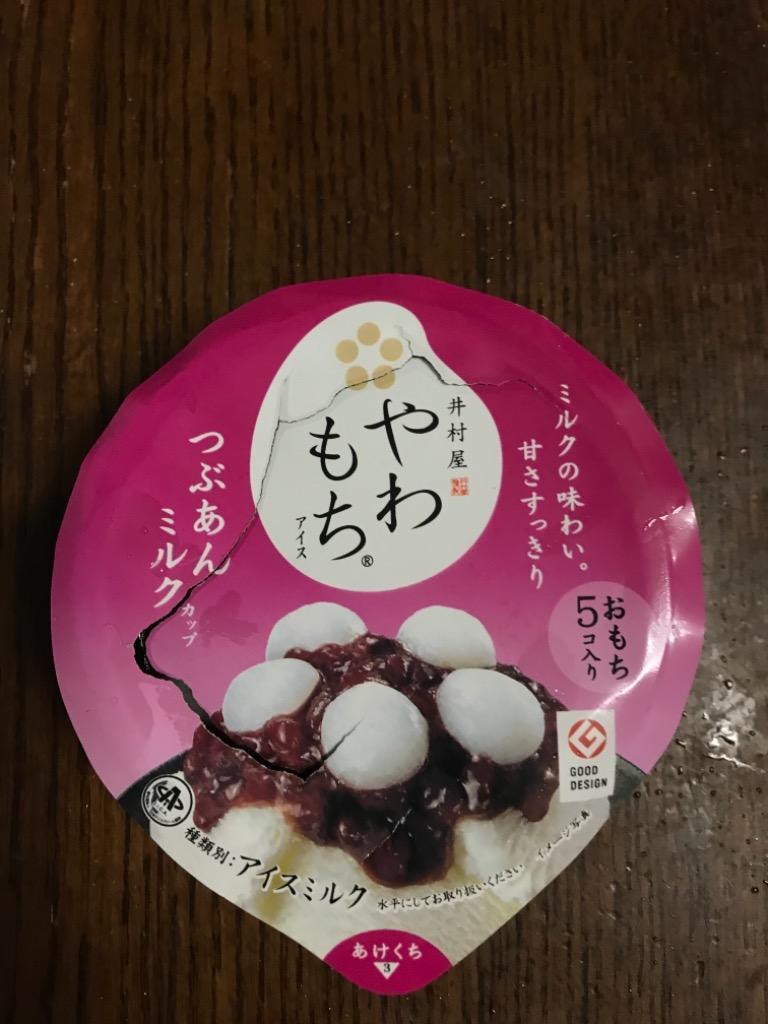 井村屋
やわ
もち®
アイス
ミルクの味わい。
甘さすっきり
つぶあん
ミルク
カップ
おもち
5コ入り
GOOD
DESIGN
種類別：アイスミルク
水平にしてお取り扱いください
イメージ写真
あけくち
3